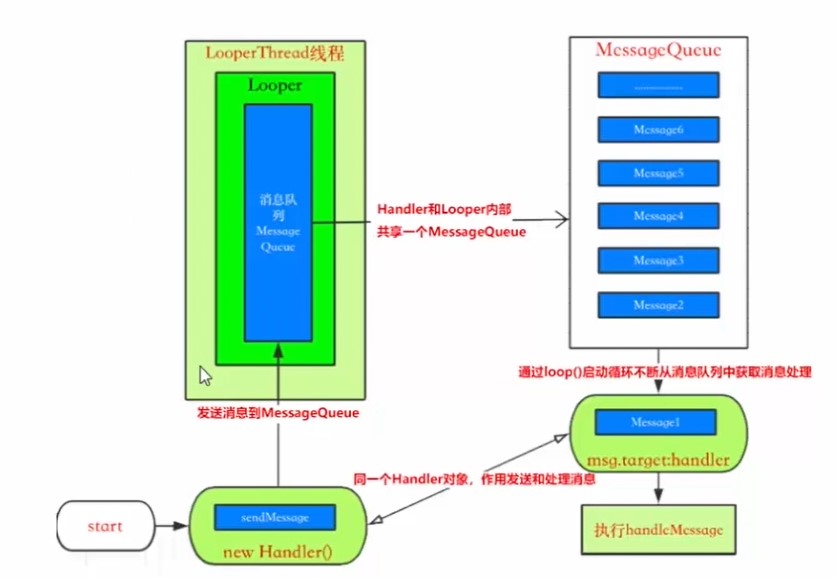 LooperThread线程
Looper
消息队
列
Message
Queue
MessageQueue
Message6
Message5
Message4
Message3
Message2
Handler和Looper内部
共享一个MessageQueue
通过loop()启动循环不断从消息队列中获取消息处理
发送消息到MessageQueue
Message1
msg.target:handler
同一个Handler对象，作用发送和处理消息
start
sendMessage
new Handler()
执行handleMessage